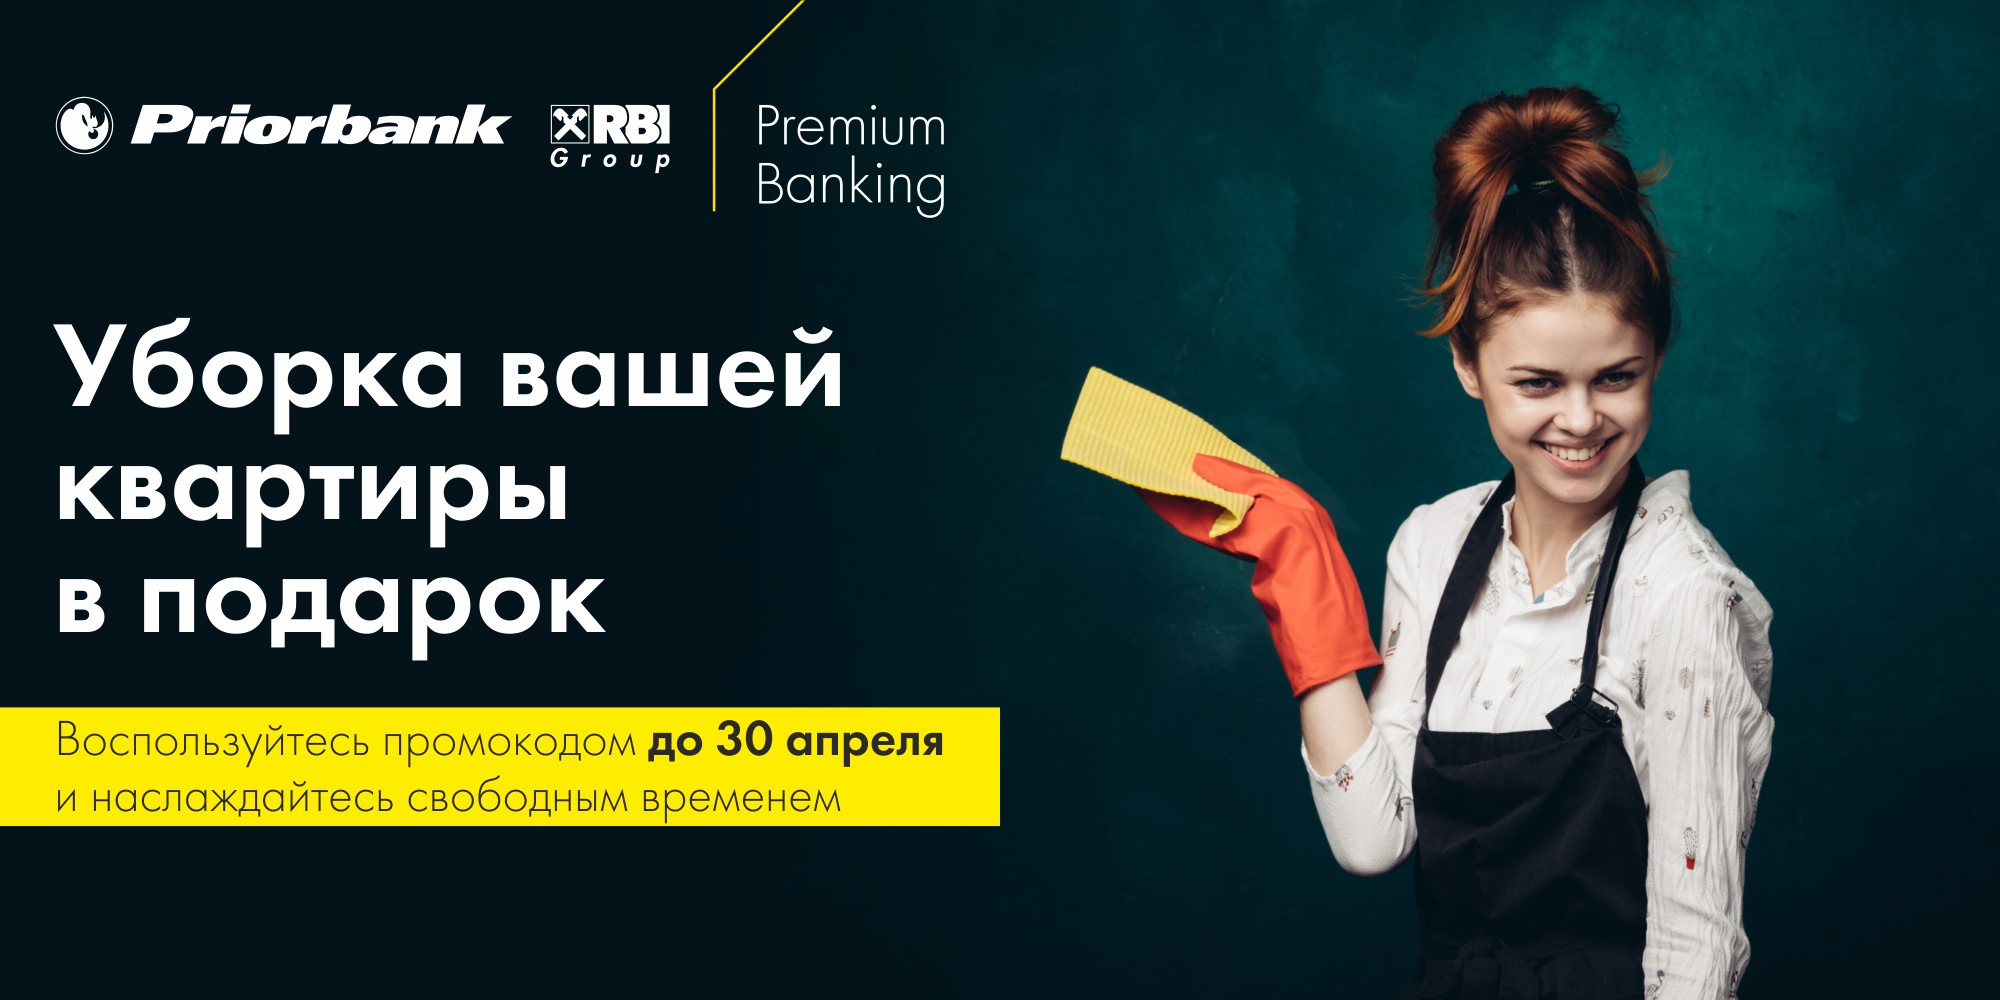 Priorbank
RBI
Group
Premium
Banking
Уборка вашей
квартиры
в подарок
Воспользуйтесь промокодом до 30 апреля
и наслаждайтесь свободным временем